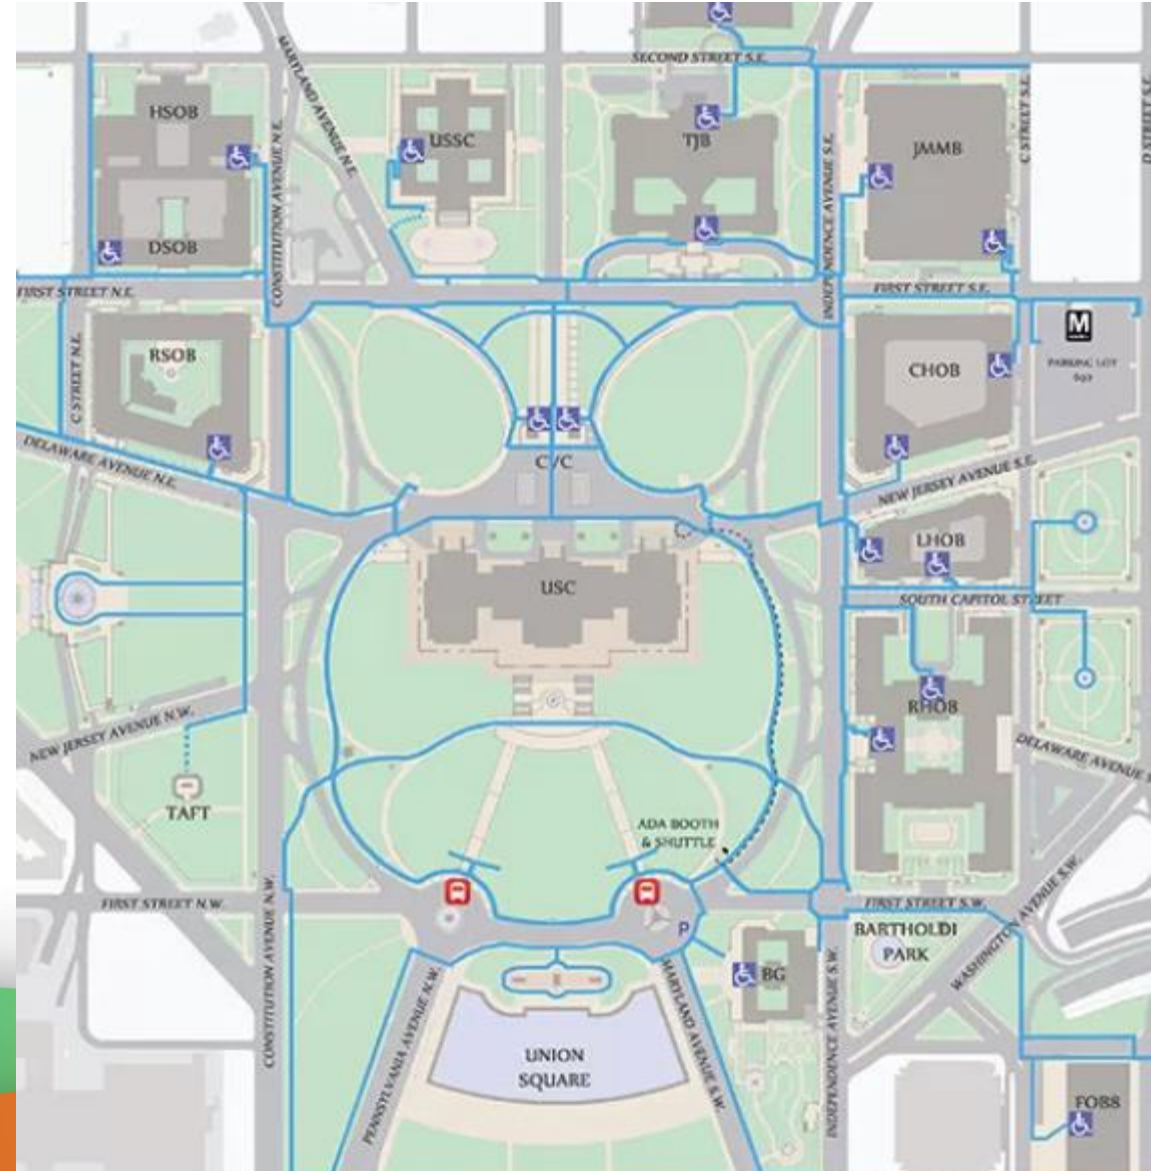 SECOND STREET S.E.
MARYLAND AVENUE N.E.
HSOB
USSC
TJB
JMMB
C STREET S.E.
D STREET S.E.
CONSTITUTION AVENUE N.E.
INDEPENDENCE AVENUE S.E.
DSOB
FIRST STREET N.E.
FIRST STREET S.E.
C STREET N.E.
RSOB
CHOB
M
PARKING LOT
DELAWARE AVENUE N.E.
CVC
NEW JERSEY AVENUE S.E.
LHOB
USC
SOUTH CAPITOL STREET
NEW JERSEY AVENUE N.W.
RHOB
DELAWARE AVENUE
TAFT
ADA BOOTH
& SHUTTLE
FIRST STREET N.W.
FIRST STREET S.W.
CONSTITUTION AVENUE N.W.
P
BARTHOLDI
PARK
WASHINGTON AVENUE S.W.
BG
PENNSYLVANIA AVENUE N.W.
MARYLAND AVENUE S.W.
INDEPENDENCE AVENUE S.W.
UNION
SQUARE
FOB8